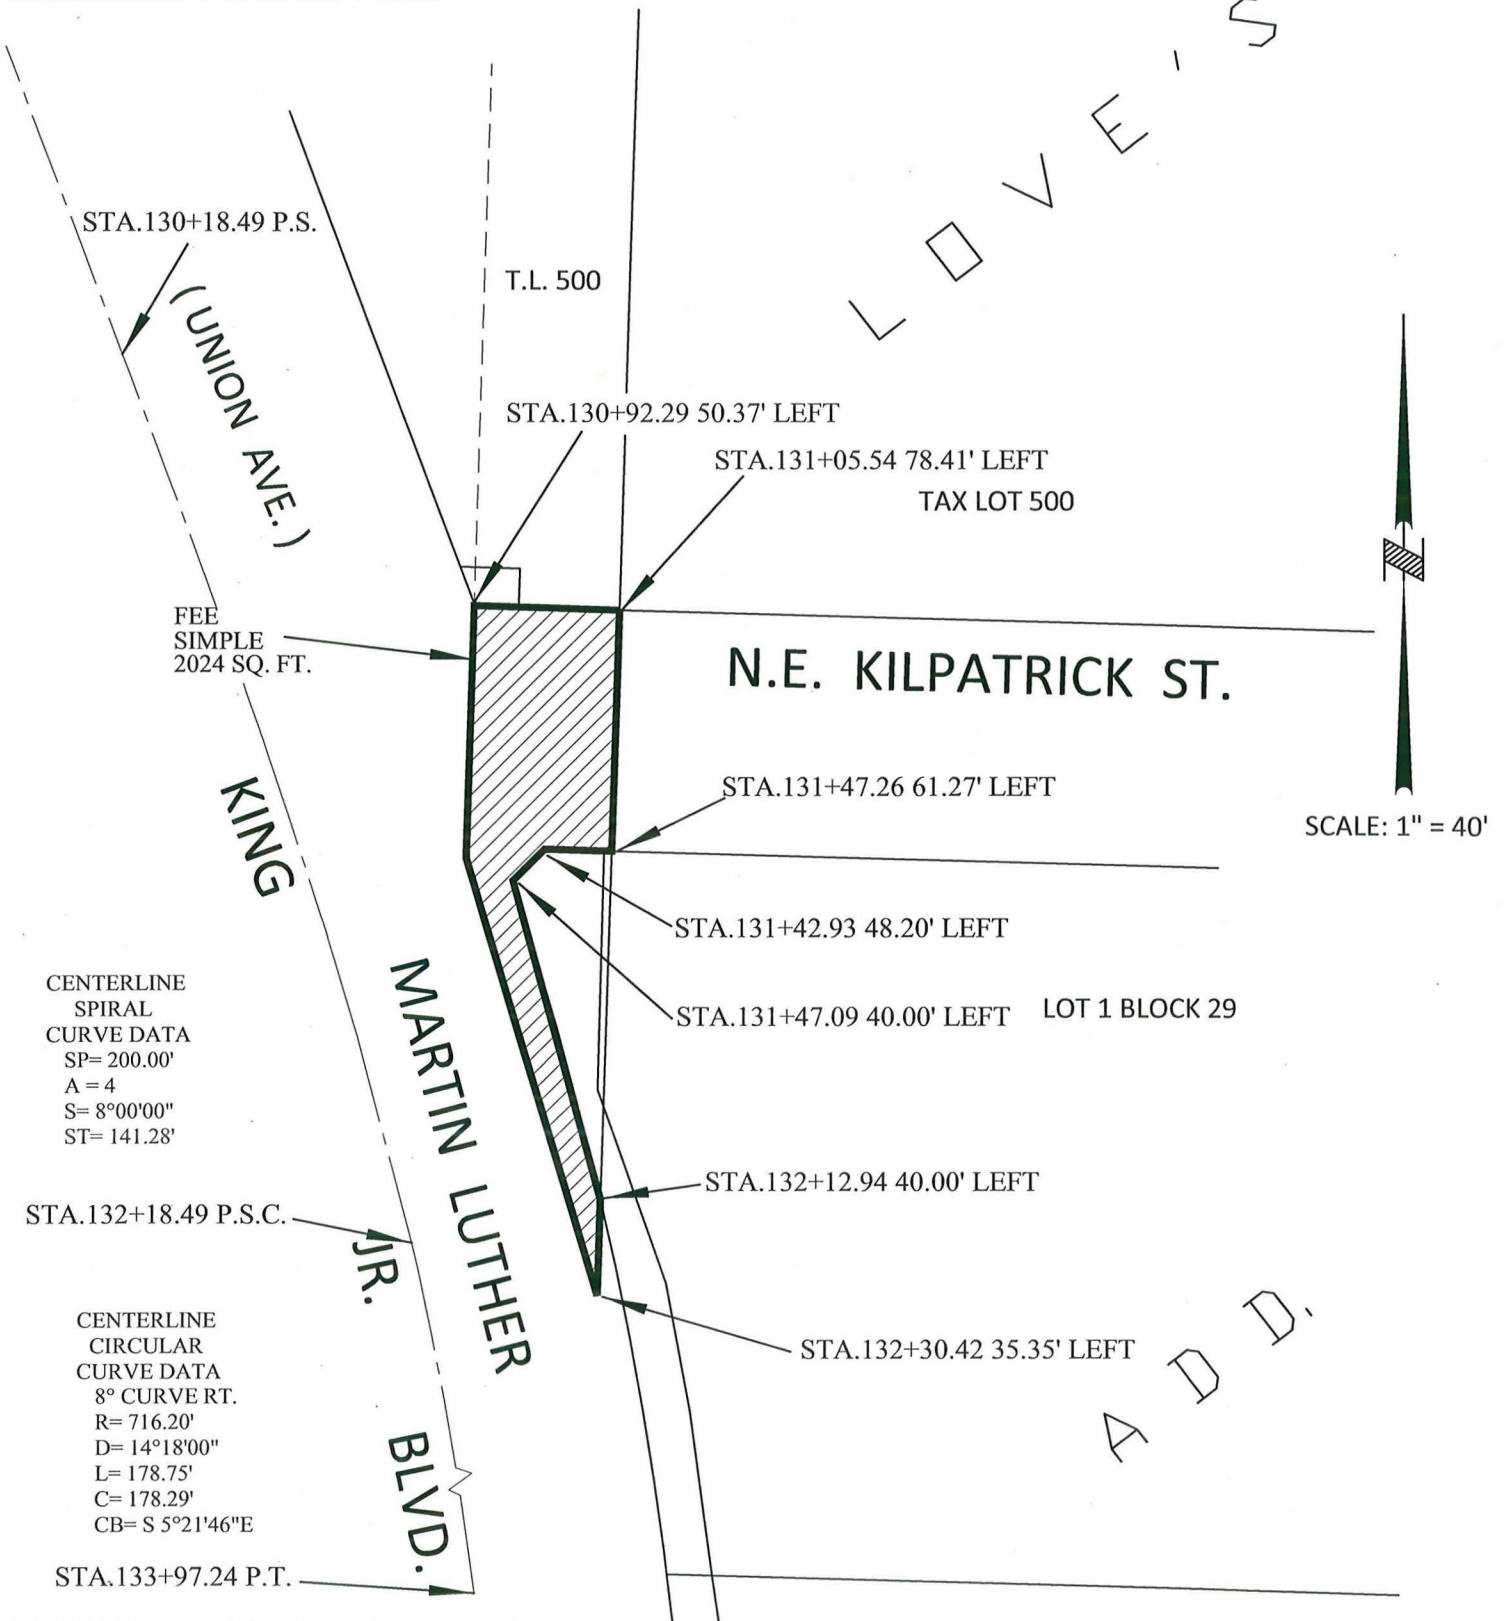 L O V E ' S
STA.130+18.49 P.S.
( UNION AVE. )
T.L. 500
STA.130+92.29 50.37' LEFT
STA.131+05.54 78.41' LEFT
TAX LOT 500
N
FEE
SIMPLE
2024 SQ. FT.
N.E. KILPATRICK ST.
STA.131+47.26 61.27' LEFT
SCALE: 1" = 40'
KING
STA.131+42.93 48.20' LEFT
MARTIN LUTHER
STA.131+47.09 40.00' LEFT
LOT 1 BLOCK 29
CENTERLINE
SPIRAL
CURVE DATA
SP= 200.00'
A = 4
S= 8°00'00"
ST= 141.28'
STA.132+12.94 40.00' LEFT
STA.132+18.49 P.S.C.
JR.
CENTERLINE
CIRCULAR
CURVE DATA
8° CURVE RT.
R= 716.20'
D= 14°18'00"
L= 178.75'
C= 178.29'
CB= S 5°21'46"E
STA.132+30.42 35.35' LEFT
A D D.
BLVD.
STA.133+97.24 P.T.